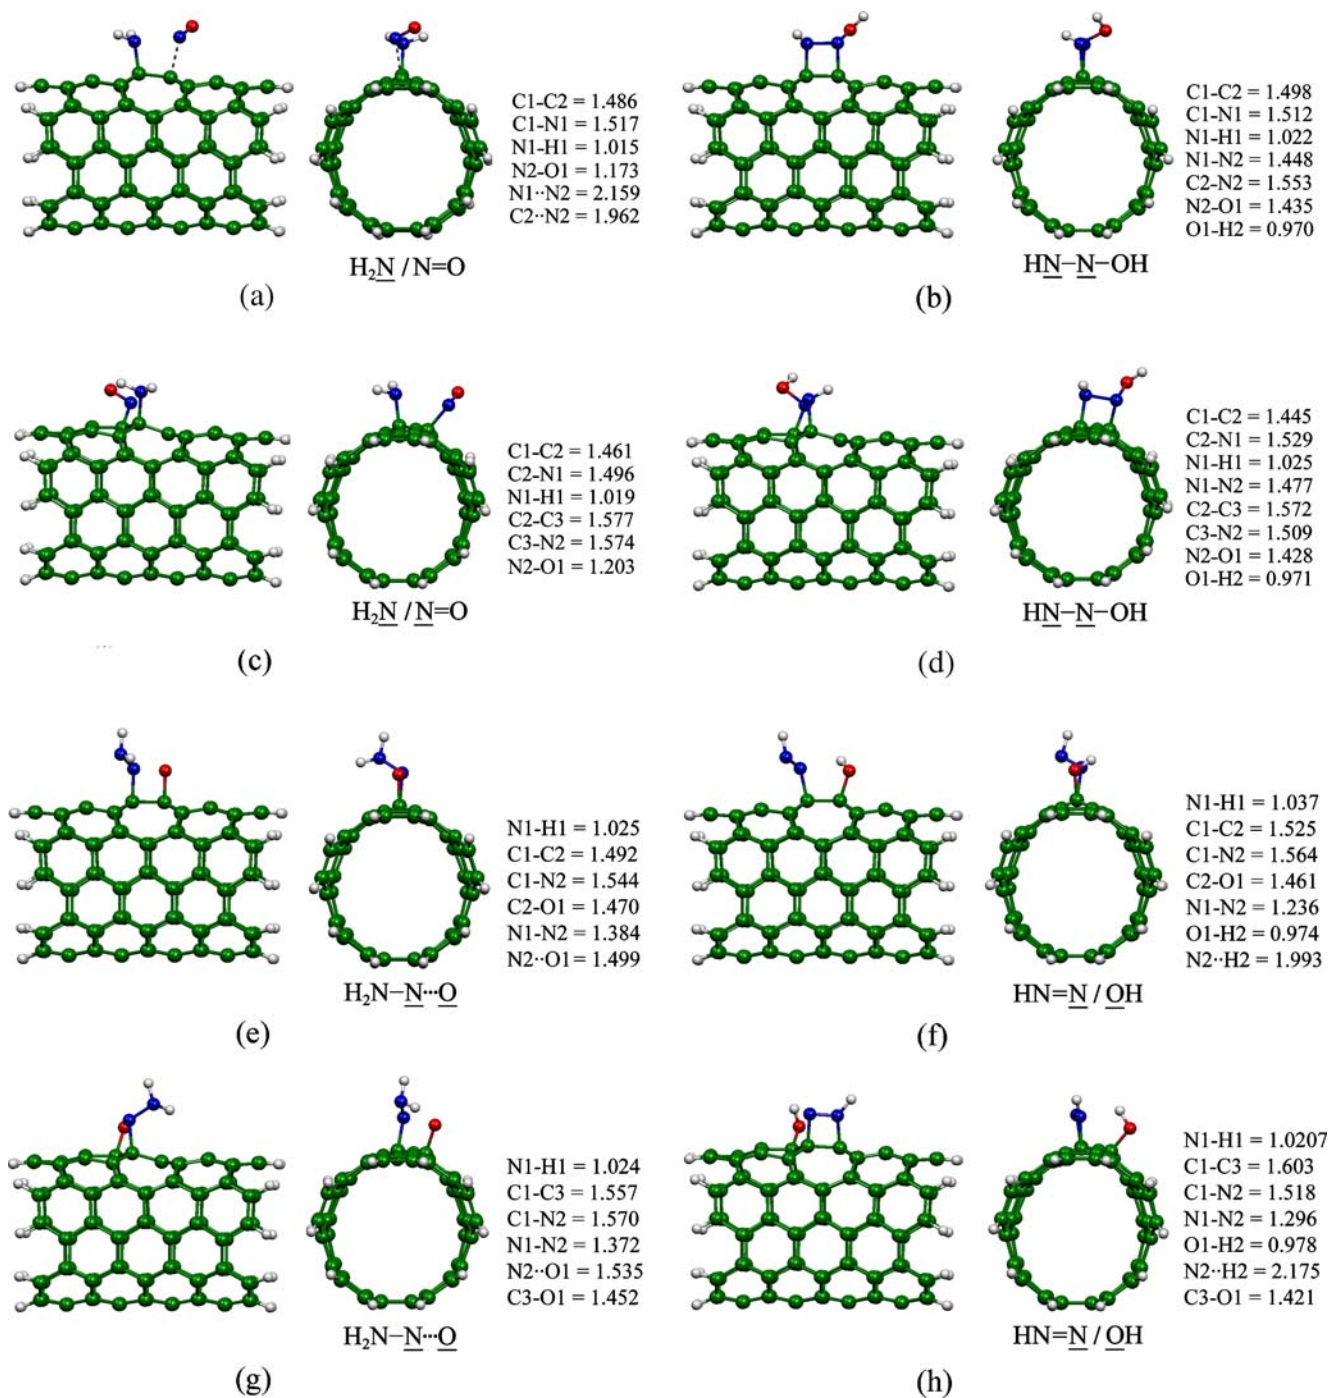 C1-C2 = 1.486
C1-N1 = 1.517
N1-H1 = 1.015
N2-O1 = 1.173
N1··N2 = 2.159
C2··N2 = 1.962
H₂N / N=O
(a)
C1-C2 = 1.498
C1-N1 = 1.512
N1-H1 = 1.022
N1-N2 = 1.448
C2-N2 = 1.553
N2-O1 = 1.435
O1-H2 = 0.970
HN–N–OH
(b)
C1-C2 = 1.461
C2-N1 = 1.496
N1-H1 = 1.019
C2-C3 = 1.577
C3-N2 = 1.574
N2-O1 = 1.203
H₂N / N=O
(c)
C1-C2 = 1.445
C2-N1 = 1.529
N1-H1 = 1.025
N1-N2 = 1.477
C2-C3 = 1.572
C3-N2 = 1.509
N2-O1 = 1.428
O1-H2 = 0.971
HN–N–OH
(d)
N1-H1 = 1.025
C1-C2 = 1.492
C1-N2 = 1.544
C2-O1 = 1.470
N1-N2 = 1.384
N2··O1 = 1.499
H₂N–N···O
(e)
N1-H1 = 1.037
C1-C2 = 1.525
C1-N2 = 1.564
C2-O1 = 1.461
N1-N2 = 1.236
O1-H2 = 0.974
N2··H2 = 1.993
HN=N / OH
(f)
N1-H1 = 1.024
C1-C3 = 1.557
C1-N2 = 1.570
N1-N2 = 1.372
N2··O1 = 1.535
C3-O1 = 1.452
H₂N–N···O
(g)
N1-H1 = 1.0207
C1-C3 = 1.603
C1-N2 = 1.518
N1-N2 = 1.296
O1-H2 = 0.978
N2··H2 = 2.175
C3-O1 = 1.421
HN=N / OH
(h)